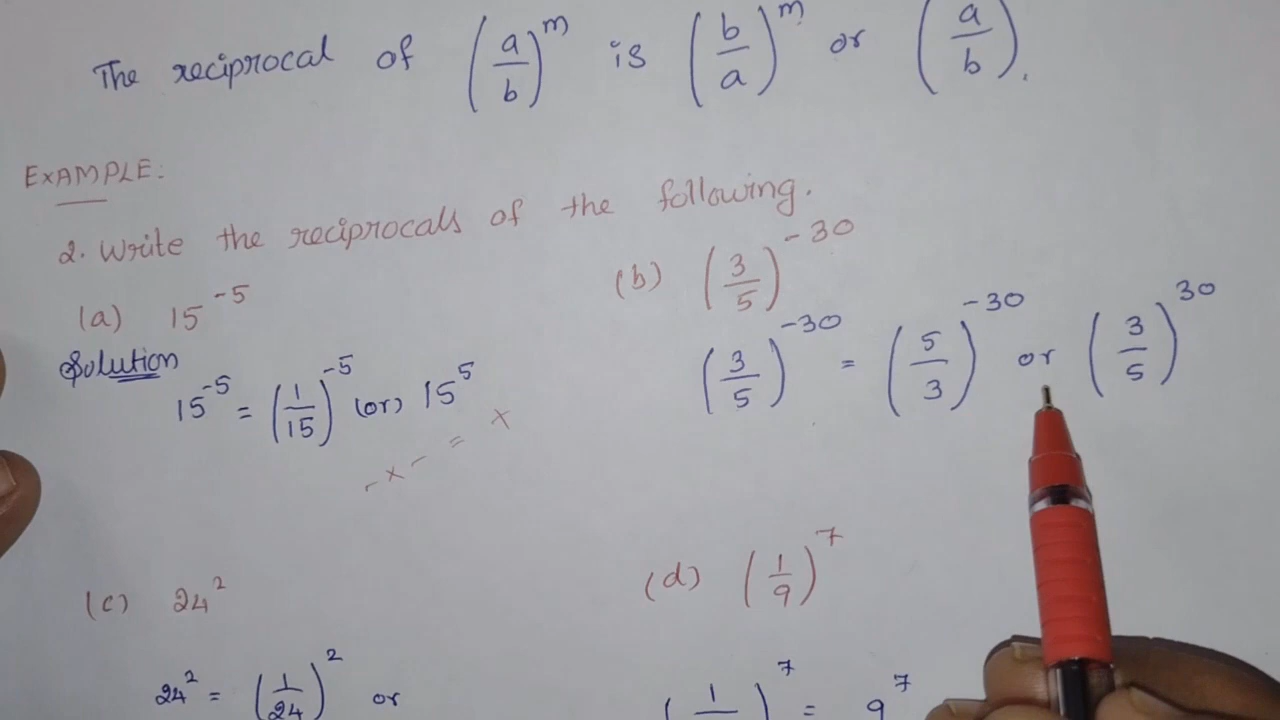 The reciprocal of (a/b)^m is (b/a)^m or (a/b).
EXAMPLE:
2. Write the reciprocals of the following.
(a) 15^-5 (b) (3/5)^-30
Solution
15^-5 = (1/15)^-5 (or) 15^5 (3/5)^-30 = (5/3)^-30 or (3/5)^30
- x - = x
(c) 24^2 (d) (1/9)^7
24^2 = (1/24)^2 or (1/ )^7 = 9^7